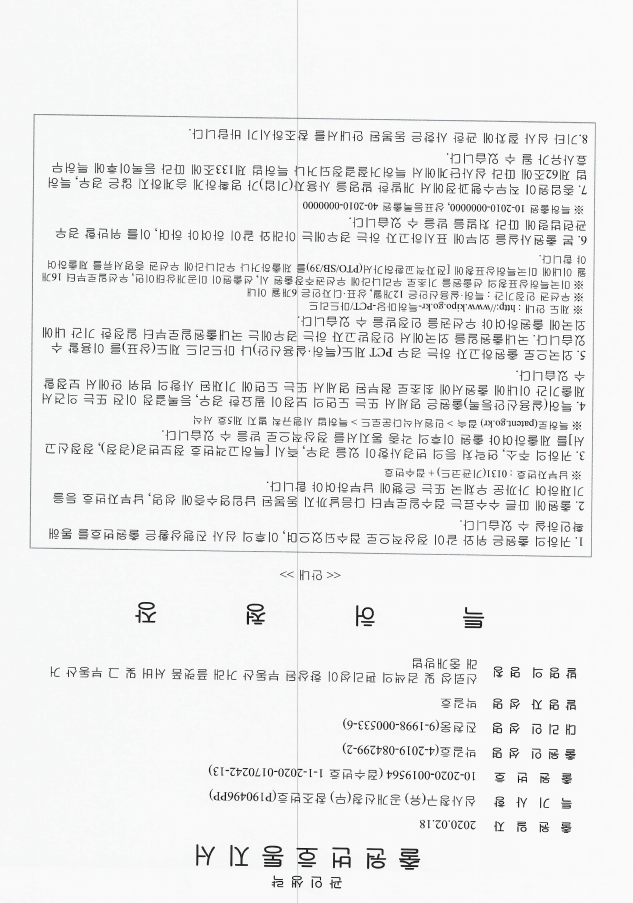 관 인 생 략
출 원 번 호 통 지 서
출 원 일 자 2020.02.18
특 기 사 항 심사청구(유) 공개신청(무) 참조번호(P190496PP)
출 원 번 호 10-2020-0019564 (접수번호 1-1-2020-0170242-13)
출 원 인 성 명 박길호(4-2019-084299-2)
대 리 인 성 명 진천웅(9-1998-000533-6)
발 명 자 성 명 박길호
발 명 의 명 칭 신뢰성 및 검색의 편리성이 향상된 부동산 거래 플랫폼 서버 및 그 부동산 거
래 중개방법
특 허 청 장
<< 안내 >>
1. 귀하의 출원은 위와 같이 정상적으로 접수되었으며, 이후의 심사 진행상황은 출원번호를 통해
확인하실 수 있습니다.
2. 출원에 따른 수수료는 접수일로부터 다음날까지 동봉된 납입영수증에 성명, 납부자번호 등을
기재하여 가까운 우체국 또는 은행에 납부하여야 합니다.
※ 납부자번호 : 0131(기관코드) + 접수번호
3. 귀하의 주소, 연락처 등의 변경사항이 있을 경우, 즉시 [특허고객번호 정보변경(경정), 정정신고
서]를 제출하여야 출원 이후의 각종 통지서를 정상적으로 받을 수 있습니다.
※ 특허로(patent.go.kr) 접속 > 민원서식다운로드 > 특허법 시행규칙 별지 제5호 서식
4. 특허(실용신안등록)출원은 명세서 또는 도면의 보정이 필요한 경우, 등록결정 이전 또는 의견서
제출기간 이내에 출원서에 최초로 첨부된 명세서 또는 도면에 기재된 사항의 범위 안에서 보정할
수 있습니다.
5. 외국으로 출원하고자 하는 경우 PCT 제도(특허·실용신안)나 마드리드 제도(상표)를 이용할 수
있습니다. 국내출원일을 외국에서 인정받고자 하는 경우에는 국내출원일로부터 일정한 기간 내에
외국에 출원하여야 우선권을 인정받을 수 있습니다.
※ 제도 안내 : http://www.kipo.go.kr-특허마당-PCT/마드리드
※ 우선권 인정기간 : 특허·실용신안은 12개월, 상표·디자인은 6개월 이내
※ 미국특허상표청의 선출원을 기초로 우리나라에 우선권주장출원 시, 선출원이 미공개상태이면, 우선일로부터 16개
월 이내에 미국특허상표청에 [전자적교환허가서(PTO/SB/39)를 제출하거나 우리나라에 우선권 증명서류를 제출하여
야 합니다.
6. 본 출원사실을 외부에 표시하고자 하는 경우에는 아래와 같이 하여야 하며, 이를 위반할 경우
관련법령에 따라 처벌을 받을 수 있습니다.
※ 특허출원 10-2010-0000000, 상표등록출원 40-2010-0000000
7. 종업원이 직무수행과정에서 개발한 발명을 사용자(기업)가 명확하게 승계하지 않은 경우, 특허
법 제62조에 따라 심사단계에서 특허거절결정되거나 특허법 제133조에 따라 등록이후에 특허무
효사유가 될 수 있습니다.
8. 기타 심사 절차에 관한 사항은 동봉된 안내서를 참조하시기 바랍니다.